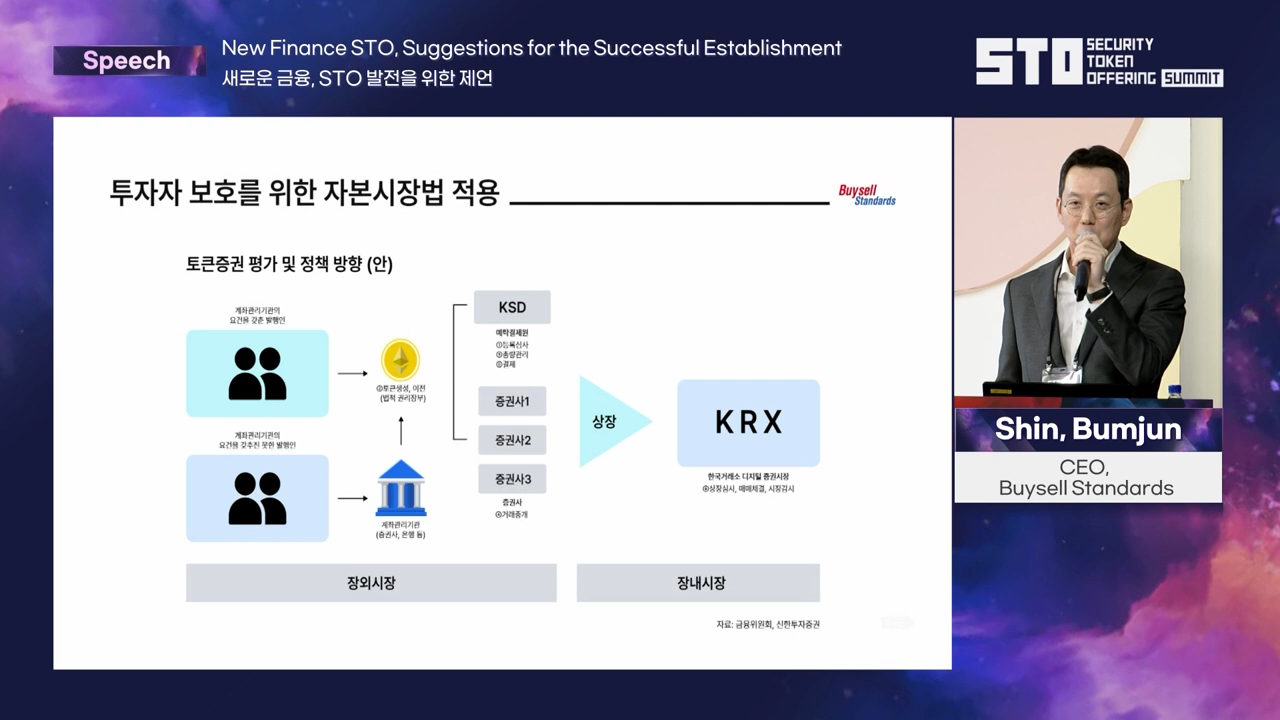 Speech
New Finance STO, Suggestions for the Successful Establishment
새로운 금융, STO 발전을 위한 제언
STO SECURITY
TOKEN
OFFERING SUMMIT
투자자 보호를 위한 자본시장법 적용
Buysell
Standards
토큰증권 평가 및 정책 방향 (안)
계좌관리기관의
요건을 갖춘 발행인
②토큰생성, 이전
(법적 권리장부)
계좌관리기관의
요건을 갖추진 못한 발행인
계좌관리기관
(증권사, 은행 등)
KSD
예탁결제원
①등록심사
③총량관리
⑥결제
증권사1
증권사2
증권사3
증권사
④거래중개
상장
KRX
한국거래소 디지털 증권시장
⑤상장심사, 매매체결, 시장감시
장외시장
장내시장
자료: 금융위원회, 신한투자증권
Shin, Bumjun
CEO,
Buysell Standards